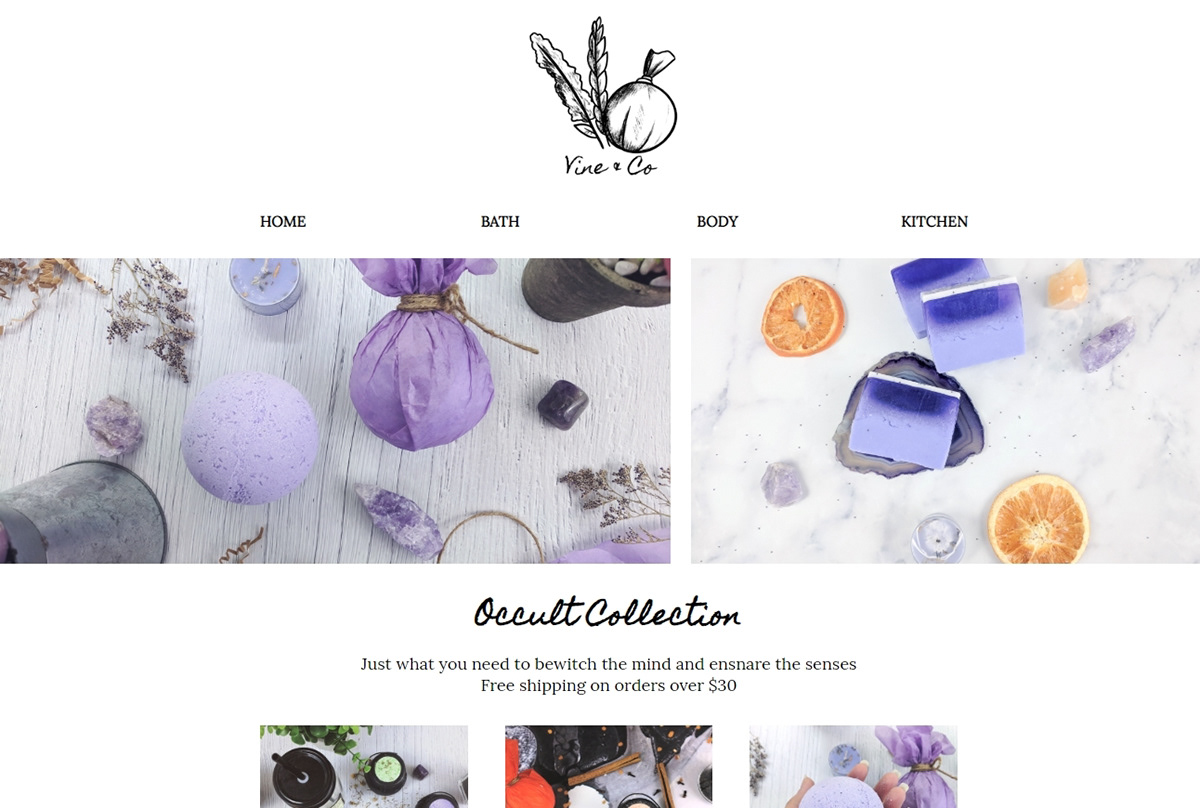 Vine & Co
HOME BATH BODY KITCHEN
Occult Collection
Just what you need to bewitch the mind and ensnare the senses
Free shipping on orders over $30